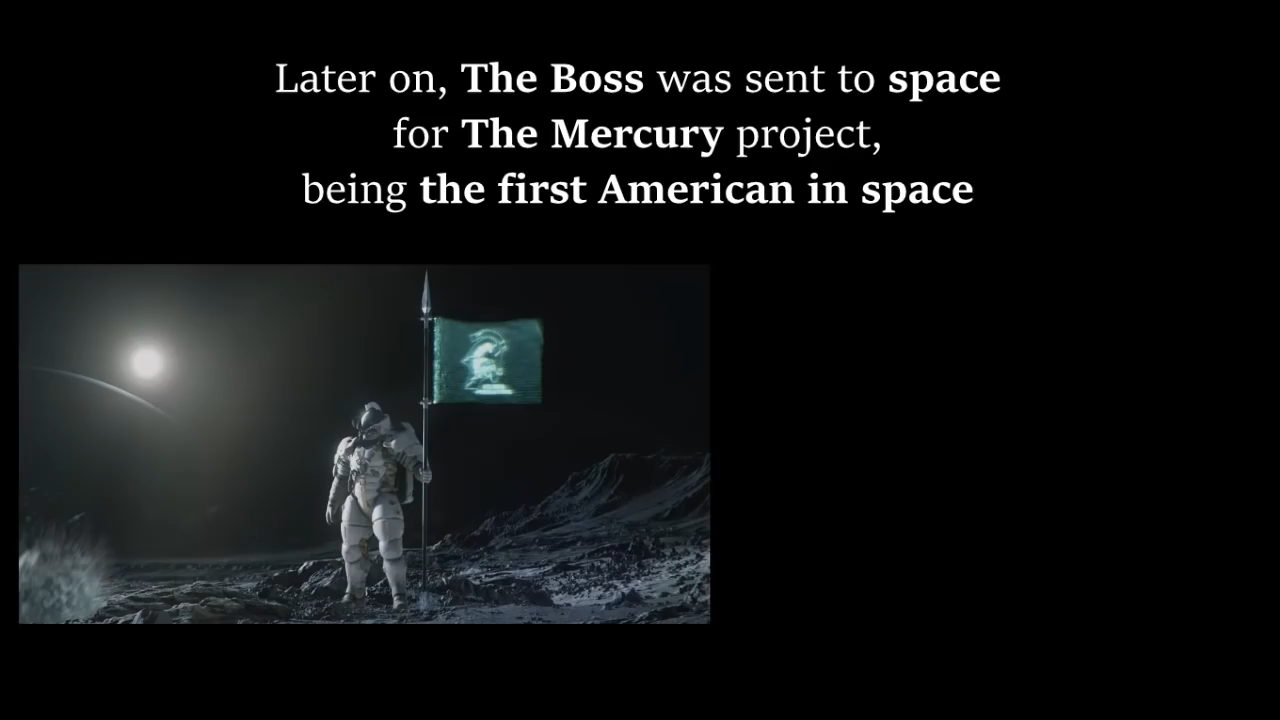 Later on, The Boss was sent to space
for The Mercury project,
being the first American in space